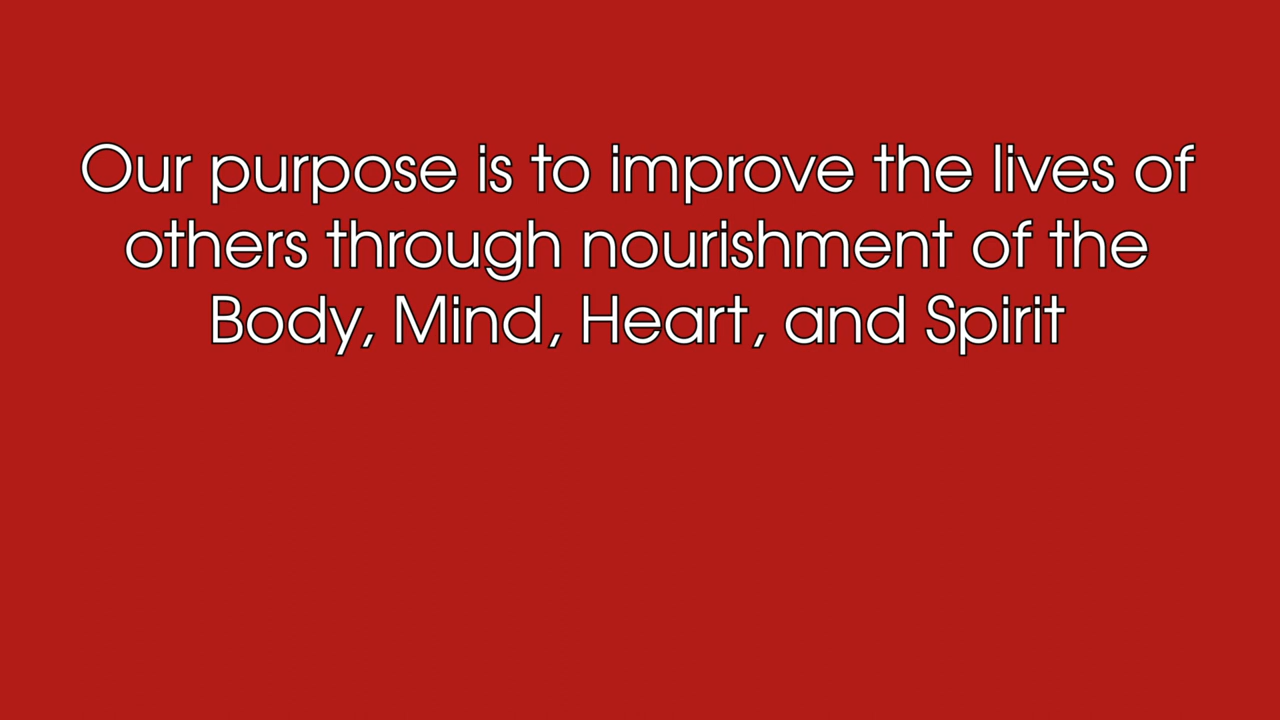 Our purpose is to improve the lives of
others through nourishment of the
Body, Mind, Heart, and Spirit